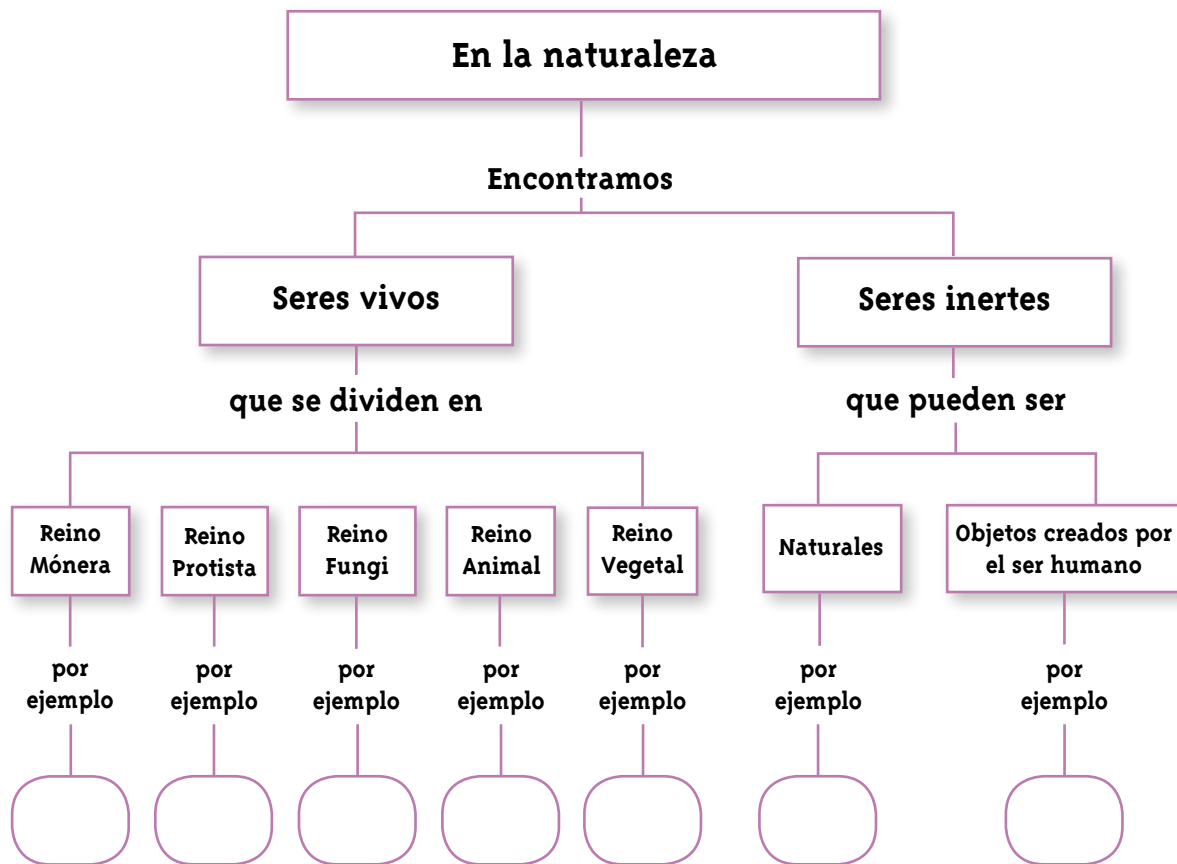 En la naturaleza
Encontramos
Seres vivos
Seres inertes
que se dividen en
que pueden ser
Reino
Mónera
Reino
Protista
Reino
Fungi
Reino
Animal
Reino
Vegetal
Naturales
Objetos creados por
el ser humano
por
ejemplo
por
ejemplo
por
ejemplo
por
ejemplo
por
ejemplo
por
ejemplo
por
ejemplo